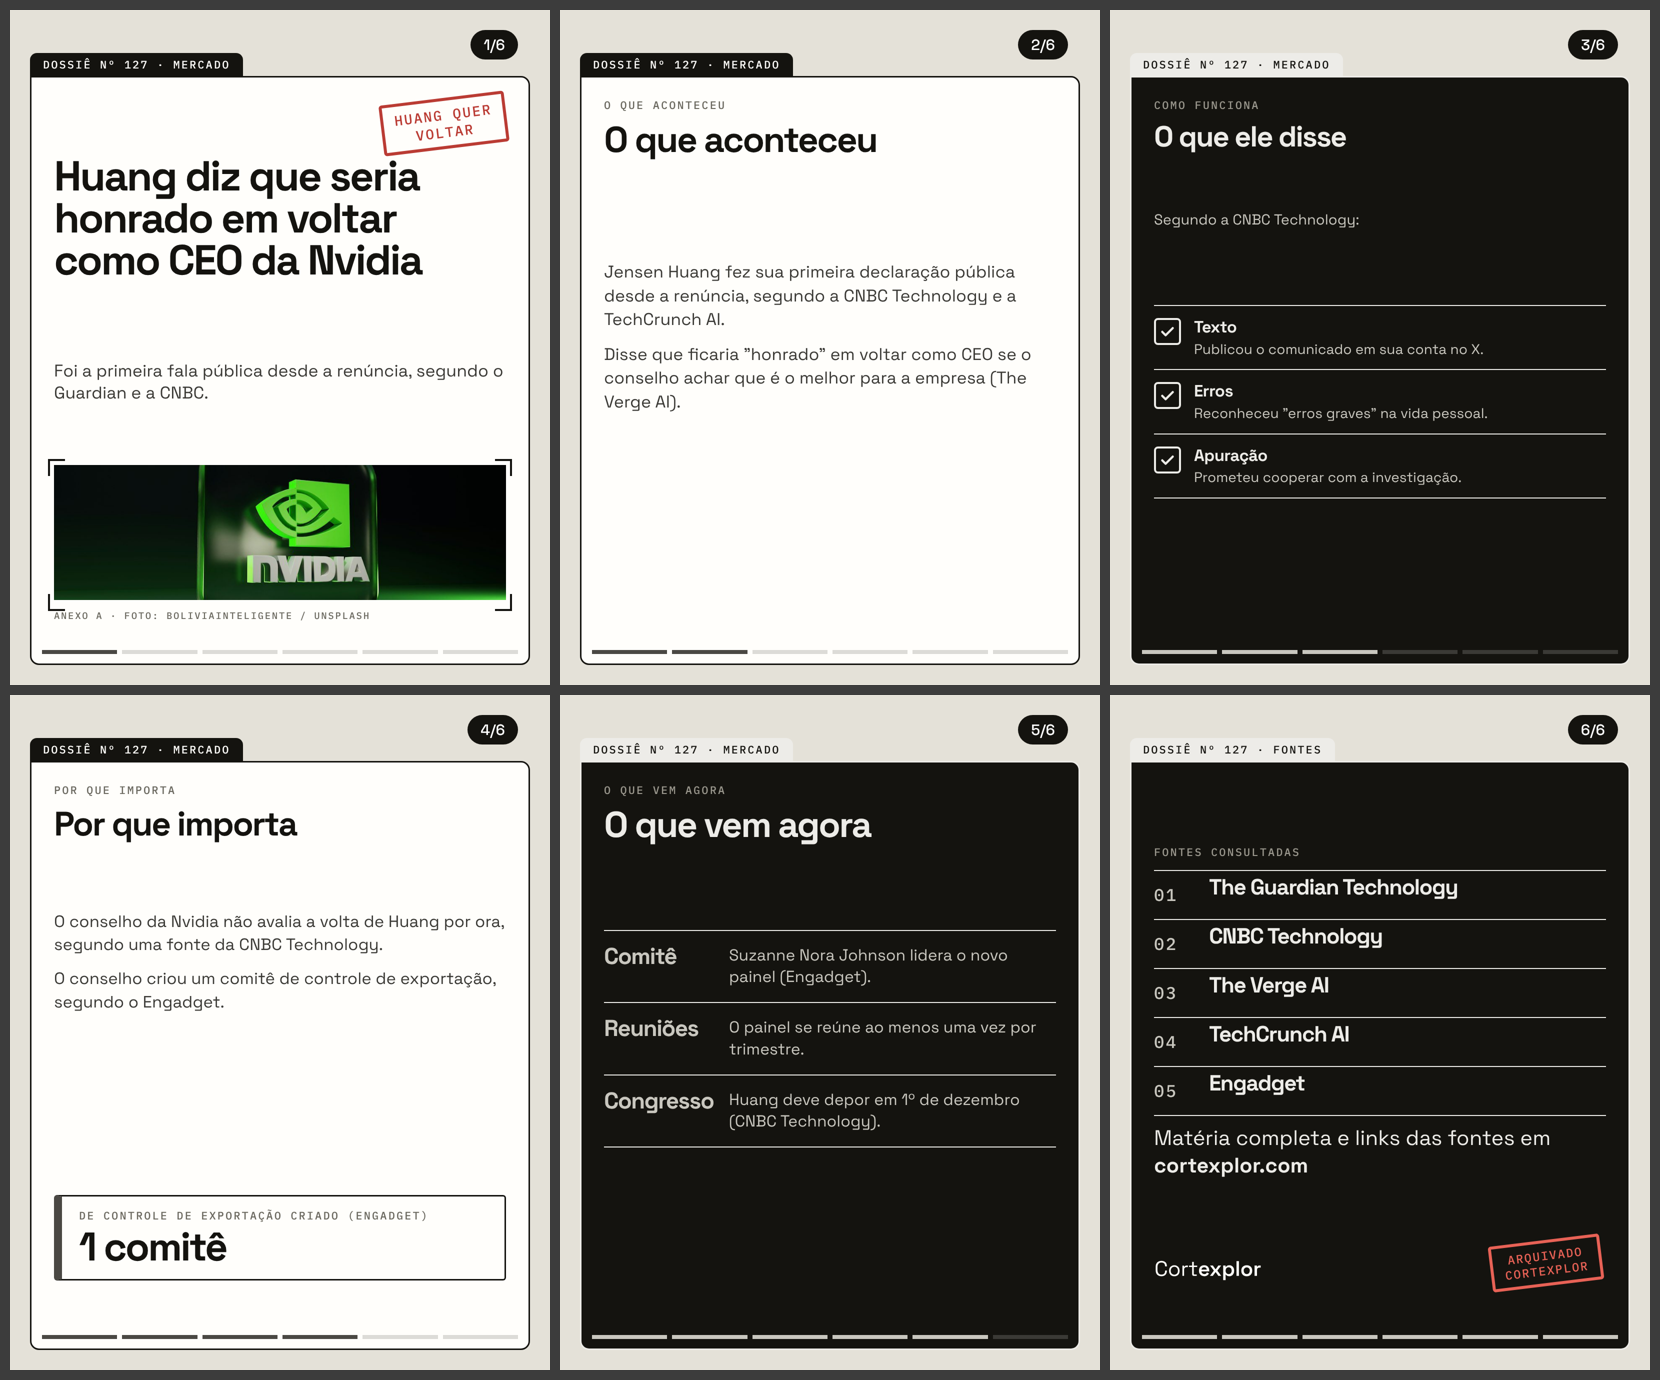 1/6
DOSSIÊ Nº 127 · MERCADO
HUANG QUER
VOLTAR
Huang diz que seria
honrado em voltar
como CEO da Nvidia
Foi a primeira fala pública desde a renúncia, segundo o
Guardian e a CNBC.
NVIDIA
ANEXO A · FOTO: BOLIVIAINTELIGENTE / UNSPLASH
2/6
DOSSIÊ Nº 127 · MERCADO
O QUE ACONTECEU
O que aconteceu
Jensen Huang fez sua primeira declaração pública
desde a renúncia, segundo a CNBC Technology e a
TechCrunch AI.
Disse que ficaria "honrado" em voltar como CEO se o
conselho achar que é o melhor para a empresa (The
Verge AI).
3/6
DOSSIÊ Nº 127 · MERCADO
COMO FUNCIONA
O que ele disse
Segundo a CNBC Technology:
Texto
Publicou o comunicado em sua conta no X.
Erros
Reconheceu "erros graves" na vida pessoal.
Apuração
Prometeu cooperar com a investigação.
4/6
DOSSIÊ Nº 127 · MERCADO
POR QUE IMPORTA
Por que importa
O conselho da Nvidia não avalia a volta de Huang por ora,
segundo uma fonte da CNBC Technology.
O conselho criou um comitê de controle de exportação,
segundo o Engadget.
DE CONTROLE DE EXPORTAÇÃO CRIADO (ENGADGET)
1 comitê
5/6
DOSSIÊ Nº 127 · MERCADO
O QUE VEM AGORA
O que vem agora
Comitê
Suzanne Nora Johnson lidera o novo
painel (Engadget).
Reuniões
O painel se reúne ao menos uma vez por
trimestre.
Congresso
Huang deve depor em 1º de dezembro
(CNBC Technology).
6/6
DOSSIÊ Nº 127 · FONTES
FONTES CONSULTADAS
01 The Guardian Technology
02 CNBC Technology
03 The Verge AI
04 TechCrunch AI
05 Engadget
Matéria completa e links das fontes em
cortexplor.com
Cortexplor
ARQUIVADO
CORTEXPLOR